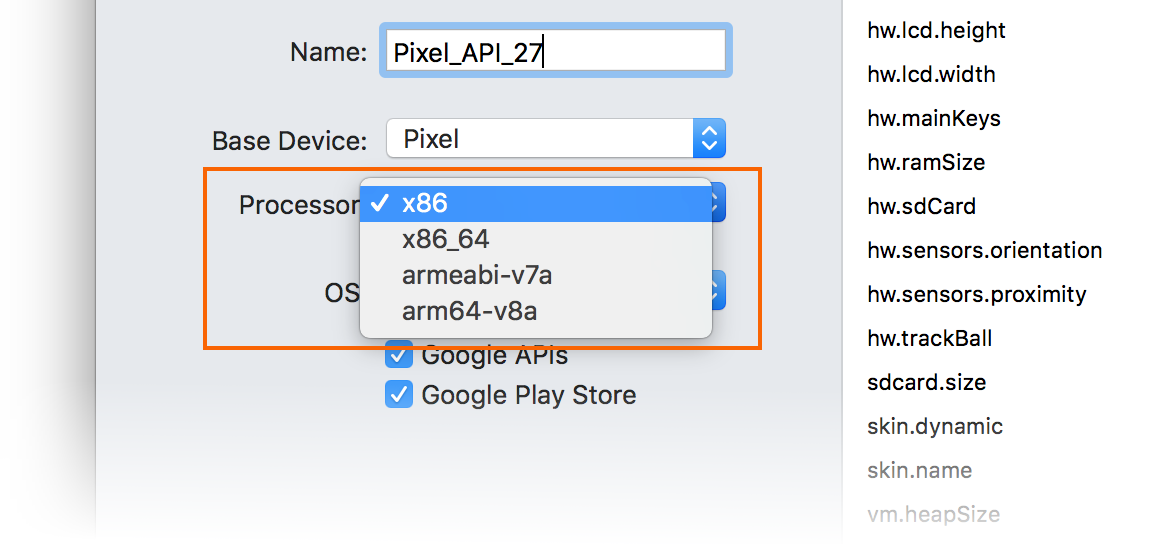 Name: Pixel_API_27
Base Device: Pixel
Processor
x86
x86_64
armeabi-v7a
arm64-v8a
OS
Google APIs
Google Play Store
hw.lcd.height
hw.lcd.width
hw.mainKeys
hw.ramSize
hw.sdCard
hw.sensors.orientation
hw.sensors.proximity
hw.trackBall
sdcard.size
skin.dynamic
skin.name
vm.heapSize